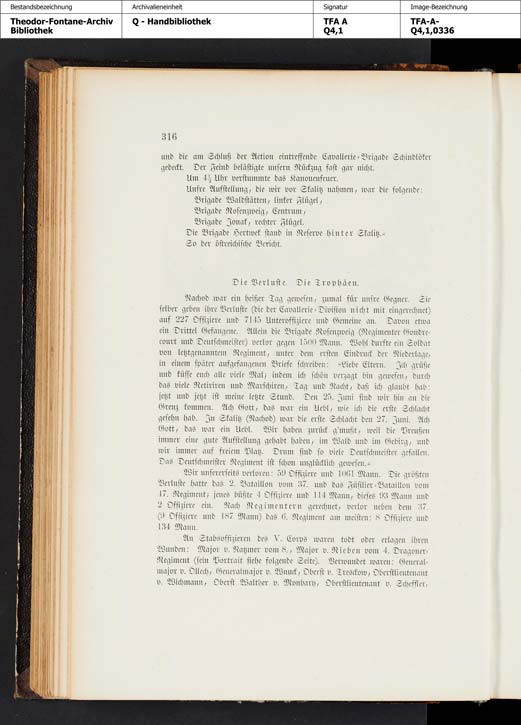 Bestandsbezeichnung Archivalieneinheit Signatur Image-Bezeichnung
Theodor-Fontane-Archiv Q - Handbibliothek TFA A TFA-A-
Bibliothek Q4,1 Q4,1,0336
316
und die am Schluß der Action eintreffende Cavallerie-Brigade Schindlöker
gedeckt. Der Feind belästigte unsern Rückzug fast gar nicht.
Um 4½ Uhr verstummte das Kanonenfeuer.
Unsre Aufstellung, die wir vor Skalitz nahmen, war die folgende:
Brigade Waldstätten, linker Flügel,
Brigade Rosenzweig, Centrum,
Brigade Jonak, rechter Flügel.
Die Brigade Hertwek stand in Reserve hinter Skalitz.«
So der östreichische Bericht.
Die Verluste. Die Trophäen.
Nachod war ein heißer Tag gewesen, zumal für unsre Gegner. Sie
selber geben ihre Verluste (die der Cavallerie-Division nicht mit eingerechnet)
auf 227 Offiziere und 7145 Unteroffiziere und Gemeine an. Davon etwa
ein Drittel Gefangene. Allein die Brigade Rosenzweig (Regimenter Gondre-
court und Deutschmeister) verlor gegen 1500 Mann. Wohl durfte ein Soldat
von letztgenanntem Regiment, unter dem ersten Eindruck der Niederlage,
in einem später aufgefangenen Briefe schreiben: »Liebe Eltern. Ich grüße
und küsse euch alle viele Mal, indem ich schön verzagt bin gewesen, durch
das viele Retiriren und Marschiren, Tag und Nacht, daß ich glaubt hab:
jetzt und jetzt ist meine letzte Stund. Den 25. Juni sind wir hin an die
Grenz kommen. Ach Gott, das war ein Uebl, wie ich die erste Schlacht
gesehn hab. In Skalitz (Nachod) war die erste Schlacht den 27. Juni. Ach
Gott, das war ein Uebl. Wir haben zurück g'mußt, weil die Preußen
immer eine gute Aufstellung gehabt haben, im Wald und im Gebirg, und
wir immer auf freiem Platz. Drum sind so viele Deutschmeister gefallen.
Das Deutschmeister Regiment ist schon unglücklich gewesen.«
Wir unsererseits verloren: 59 Offiziere und 1061 Mann. Die größten
Verluste hatte das 2. Bataillon vom 37. und das Füsilier-Bataillon vom
47. Regiment; jenes büßte 4 Offiziere und 114 Mann, dieses 93 Mann und
2 Offiziere ein. Nach Regimentern gerechnet, verlor neben dem 37.
(9 Offiziere und 187 Mann) das 6. Regiment am meisten: 8 Offiziere und
134 Mann.
An Stabsoffizieren des V. Corps waren todt oder erlagen ihren
Wunden: Major v. Natzmer vom 8., Major v. Rieben vom 4. Dragoner-
Regiment (sein Portrait siehe folgende Seite). Verwundet waren: General-
major v. Ollech, Generalmajor v. Wnuck, Oberst v. Tresckow, Oberstlieutenant
v. Wichmann, Oberst Walther v. Monbary, Oberstlieutenant v. Scheffler,